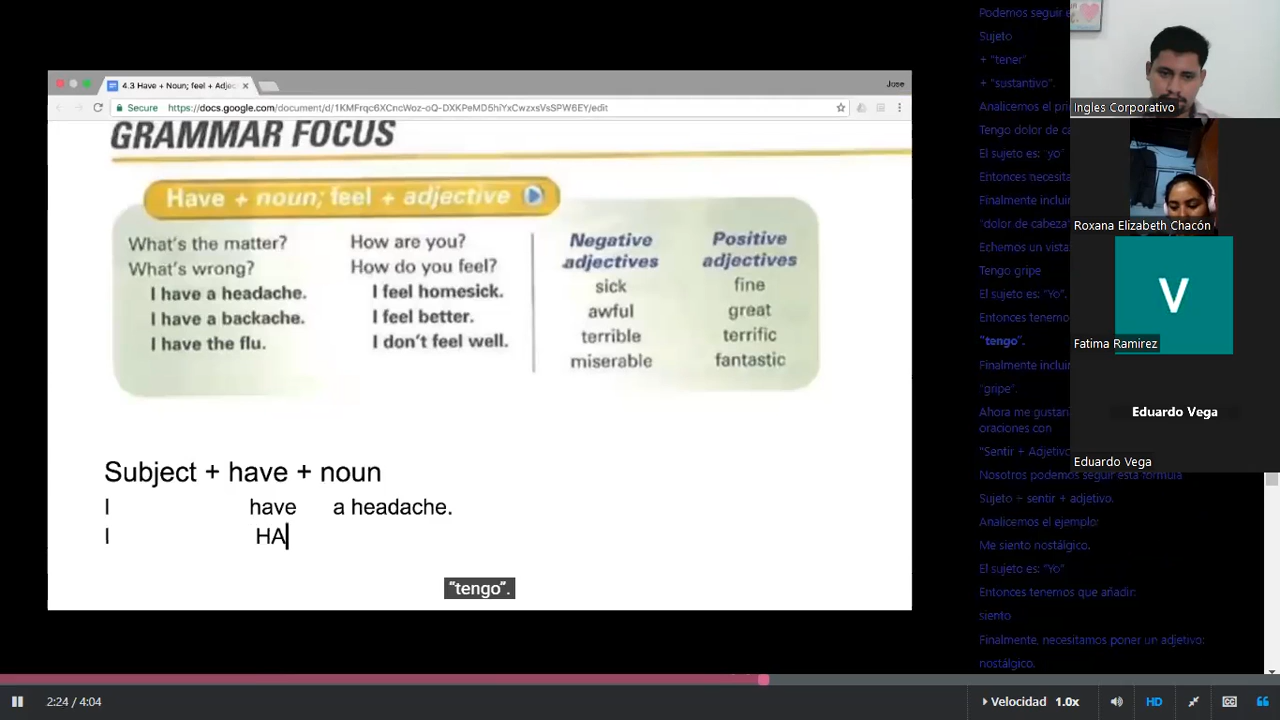 4.3 Have + Noun; feel + Adjec
Jose
Secure https://docs.google.com/document/d/1KMFrqc6XCncWoz-oQ-DXKPeMD5hiYxCwzxsVsSPW6EY/edit
GRAMMAR FOCUS
Have + noun; feel + adjective
What's the matter?
What's wrong?
I have a headache.
I have a backache.
I have the flu.
How are you?
How do you feel?
I feel homesick.
I feel better.
I don't feel well.
Negative adjectives
sick
awful
terrible
miserable
Positive adjectives
fine
great
terrific
fantastic
Subject + have + noun
I have a headache.
I HA
"tengo".
2:24 / 4:04
Velocidad 1.0x
HD
Podemos seguir e
Sujeto
+ "tener"
+ "sustantivo".
Analicemos el pri
Tengo dolor de ca
El sujeto es: "yo"
Entonces necesita
Finalmente incluir
"dolor de cabeza"
Echemos un vista
Tengo gripe
El sujeto es: "Yo".
Entonces tenemo
"tengo".
Finalmente incluir
"gripe".
Ahora me gustarí
oraciones con
"Sentir + Adjetivo
Nosotros podemos seguir esta fórmula
Sujeto + sentir + adjetivo.
Analicemos el ejemplo:
Me siento nostálgico.
El sujeto es: "Yo"
Entonces tenemos que añadir:
siento
Finalmente, necesitamos poner un adjetivo:
nostálgico.
Ingles Corporativo
Roxana Elizabeth Chacón
V
Fatima Ramirez
Eduardo Vega
Eduardo Vega